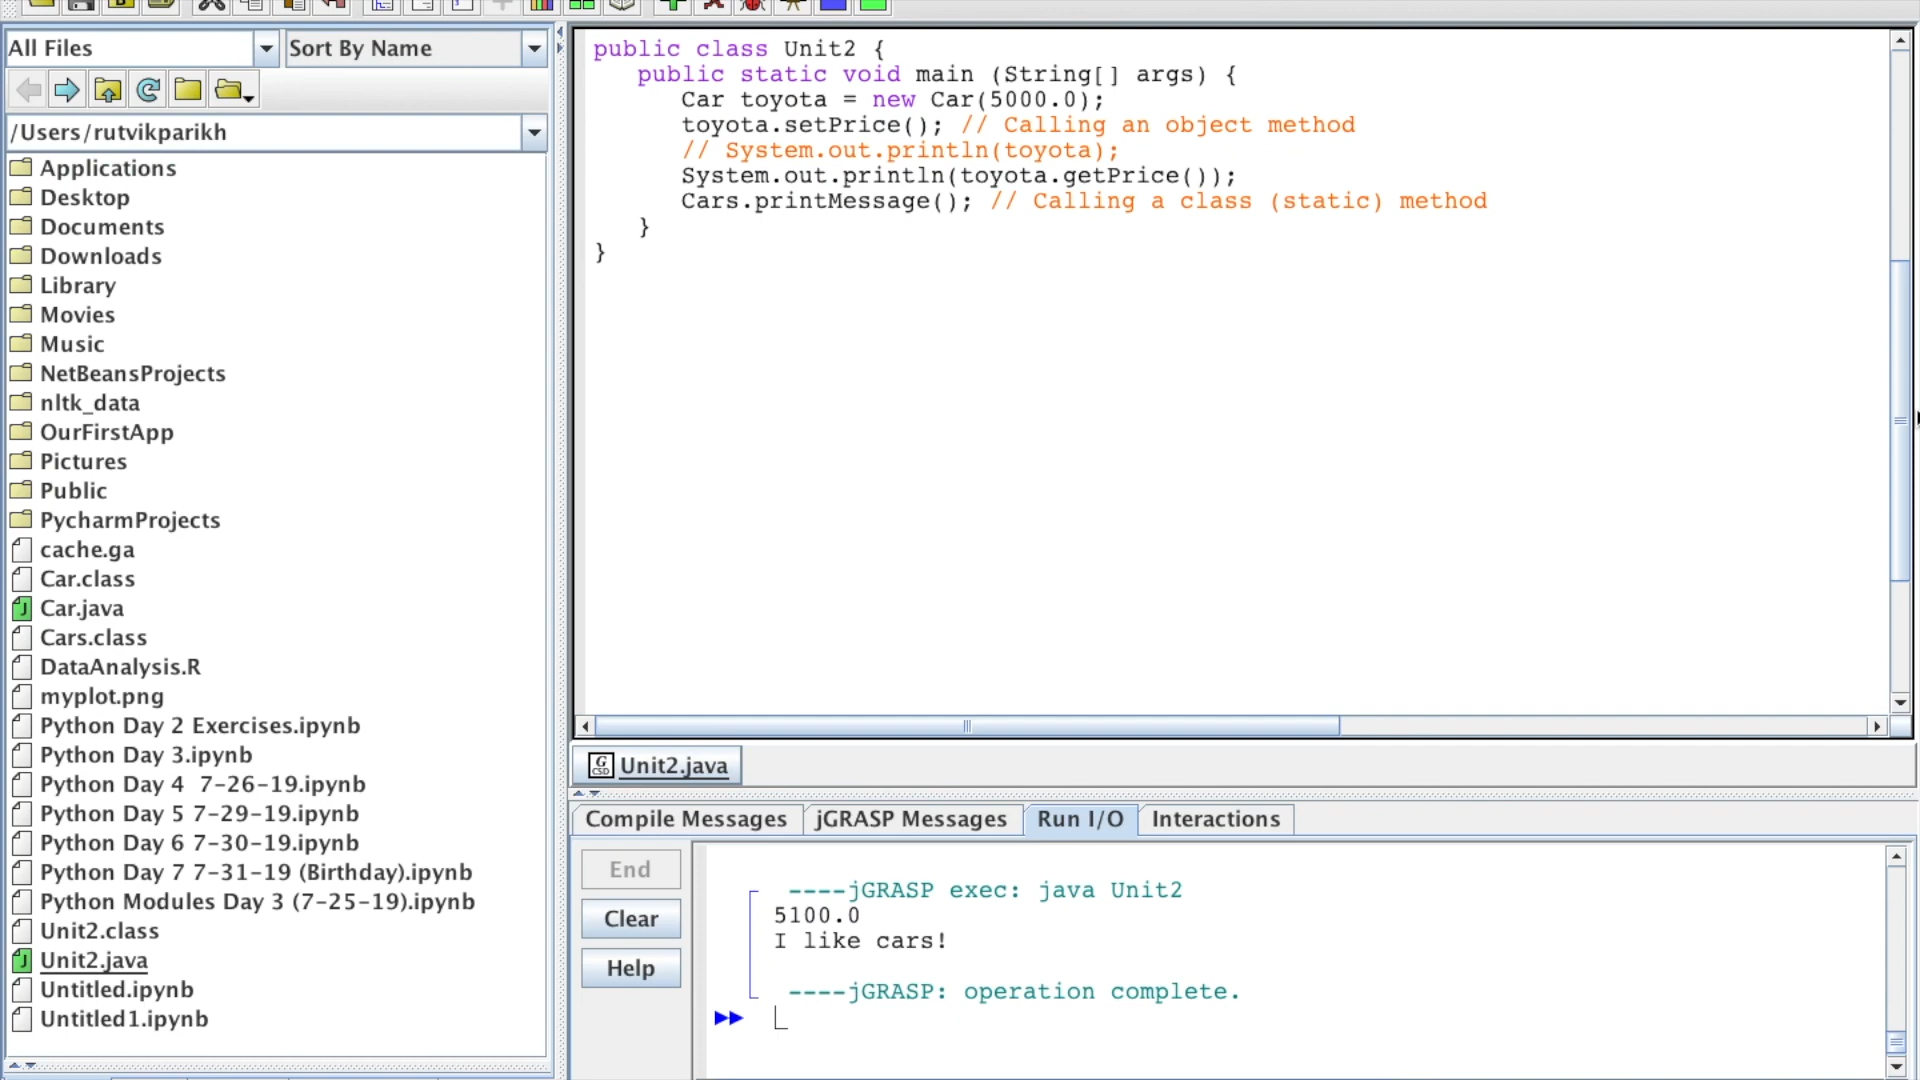 All Files
Sort By Name
/Users/rutvikparikh
Applications
Desktop
Documents
Downloads
Library
Movies
Music
NetBeansProjects
nltk_data
OurFirstApp
Pictures
Public
PycharmProjects
cache.ga
Car.class
Car.java
Cars.class
DataAnalysis.R
myplot.png
Python Day 2 Exercises.ipynb
Python Day 3.ipynb
Python Day 4  7-26-19.ipynb
Python Day 5 7-29-19.ipynb
Python Day 6 7-30-19.ipynb
Python Day 7 7-31-19 (Birthday).ipynb
Python Modules Day 3 (7-25-19).ipynb
Unit2.class
Unit2.java
Untitled.ipynb
Untitled1.ipynb
public class Unit2 {
   public static void main (String[] args) {
      Car toyota = new Car(5000.0);
      toyota.setPrice(); // Calling an object method
      // System.out.println(toyota);
      System.out.println(toyota.getPrice());
      Cars.printMessage(); // Calling a class (static) method
   }
}
Unit2.java
Compile Messages
jGRASP Messages
Run I/O
Interactions
End
Clear
Help
----jGRASP exec: java Unit2
5100.0
I like cars!
----jGRASP: operation complete.